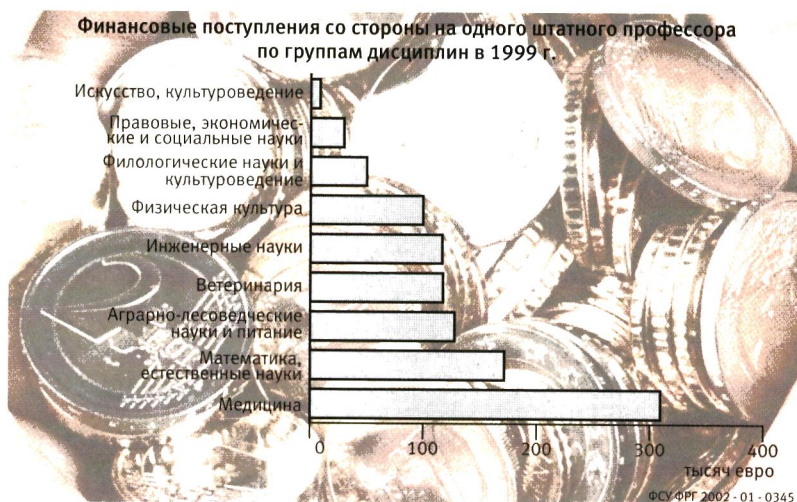 Финансовые поступления со стороны на одного штатного профессора
по группам дисциплин в 1999 г.
Искусство, культуроведение
Правовые, экономичес-
кие и социальные науки
Филологические науки и
культуроведение
Физическая культура
Инженерные науки
Ветеринария
Аграрно-лесоведческие
науки и питание
Математика,
естественные науки
Медицина
0 100 200 300 400
тысяч евро
ФСУ ФРГ 2002 - 01 - 0345